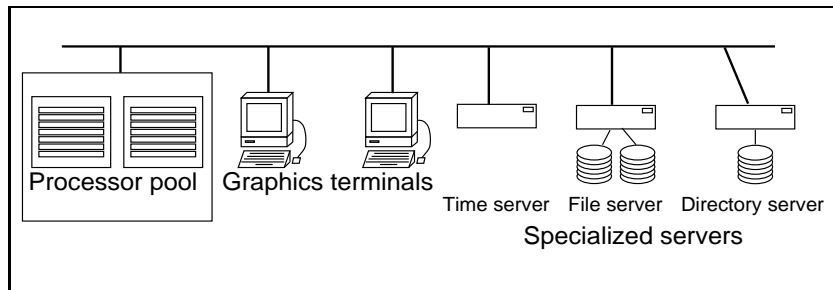 Processor pool
Graphics terminals
Time server
File server
Directory server
Specialized servers